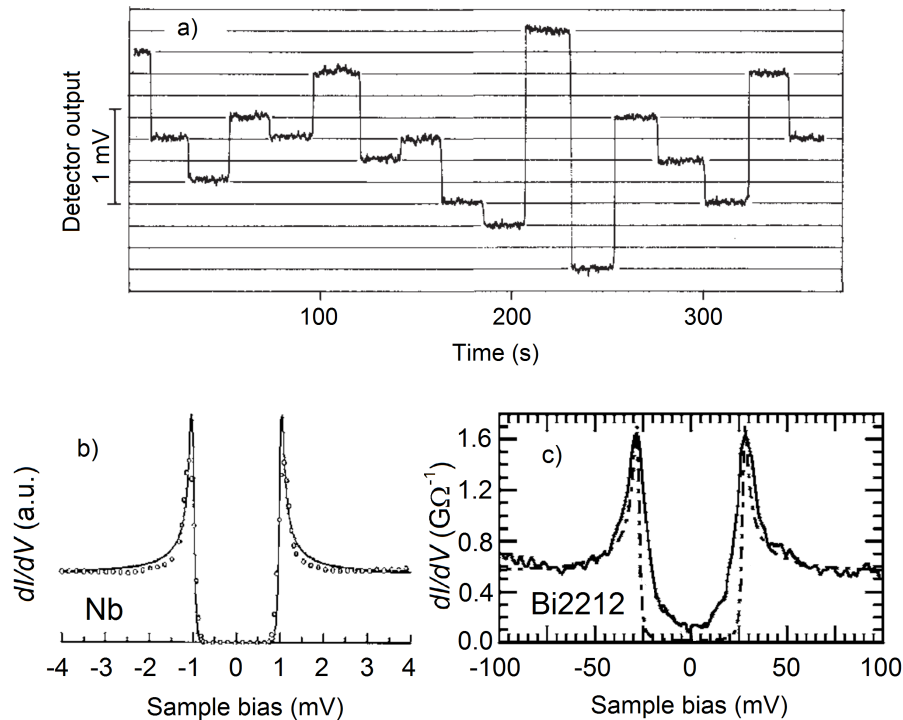 a)
Detector output
1 mV
100 200 300
Time (s)
b)
dI/dV (a.u.)
Nb
-4 -3 -2 -1 0 1 2 3 4
Sample bias (mV)
c)
dI/dV (GΩ⁻¹)
1.6
1.2
0.8
0.4
0.0
Bi2212
-100 -50 0 50 100
Sample bias (mV)